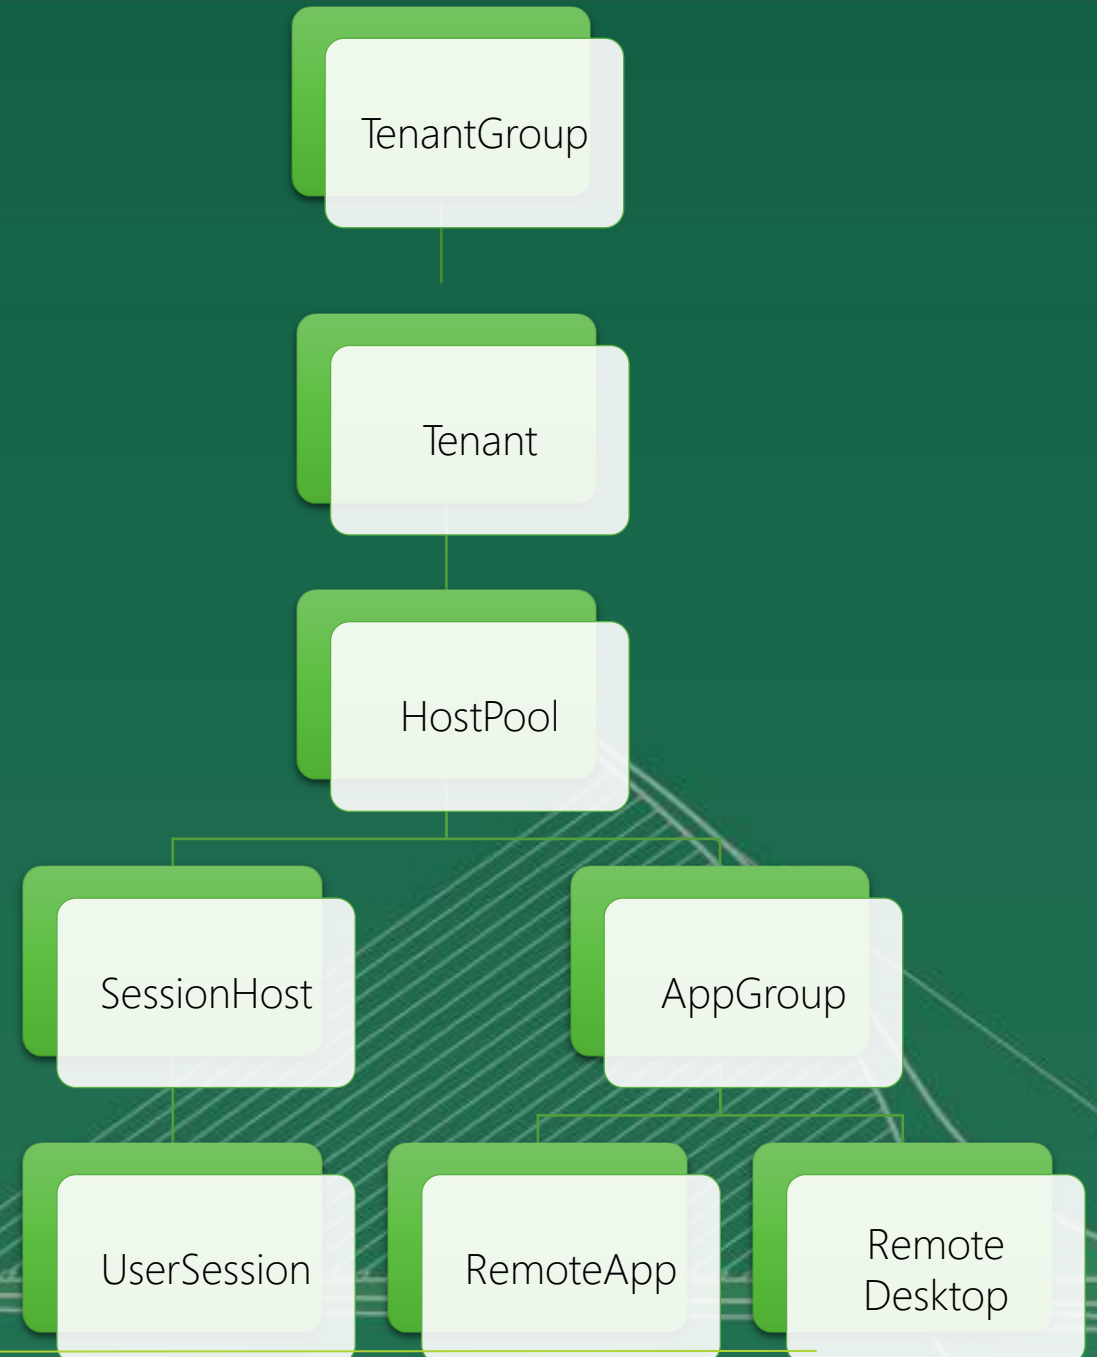 TenantGroup
Tenant
HostPool
SessionHost
AppGroup
UserSession
RemoteApp
Remote
Desktop